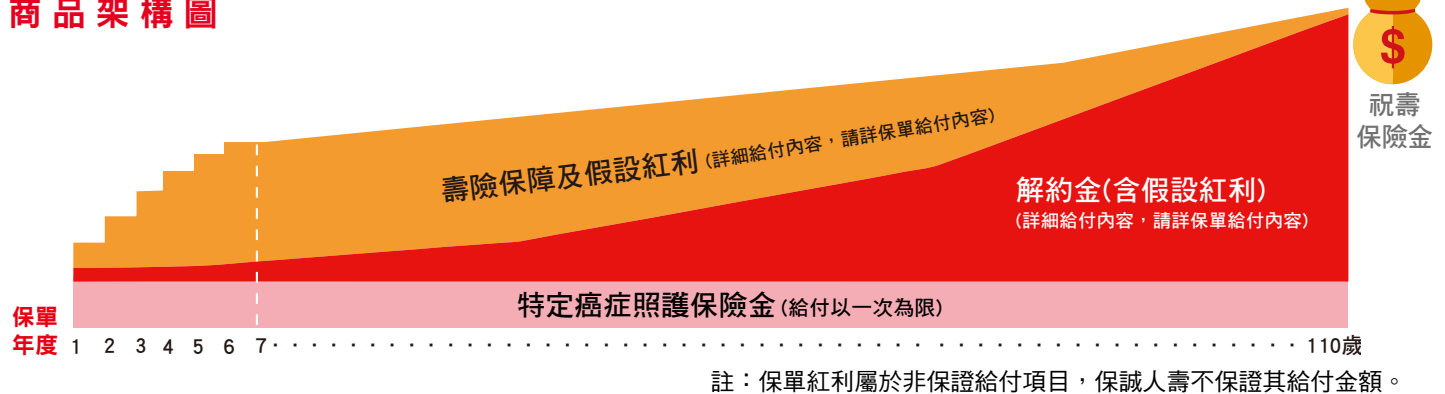 商品架構圖
$
祝壽
保險金
壽險保障及假設紅利(詳細給付內容,請詳保單給付內容)
解約金(含假設紅利)
(詳細給付內容,請詳保單給付內容)
特定癌症照護保險金(給付以一次為限)
保單
年度 1 2 3 4 5 6 7 110歲
註:保單紅利屬於非保證給付項目,保誠人壽不保證其給付金額。